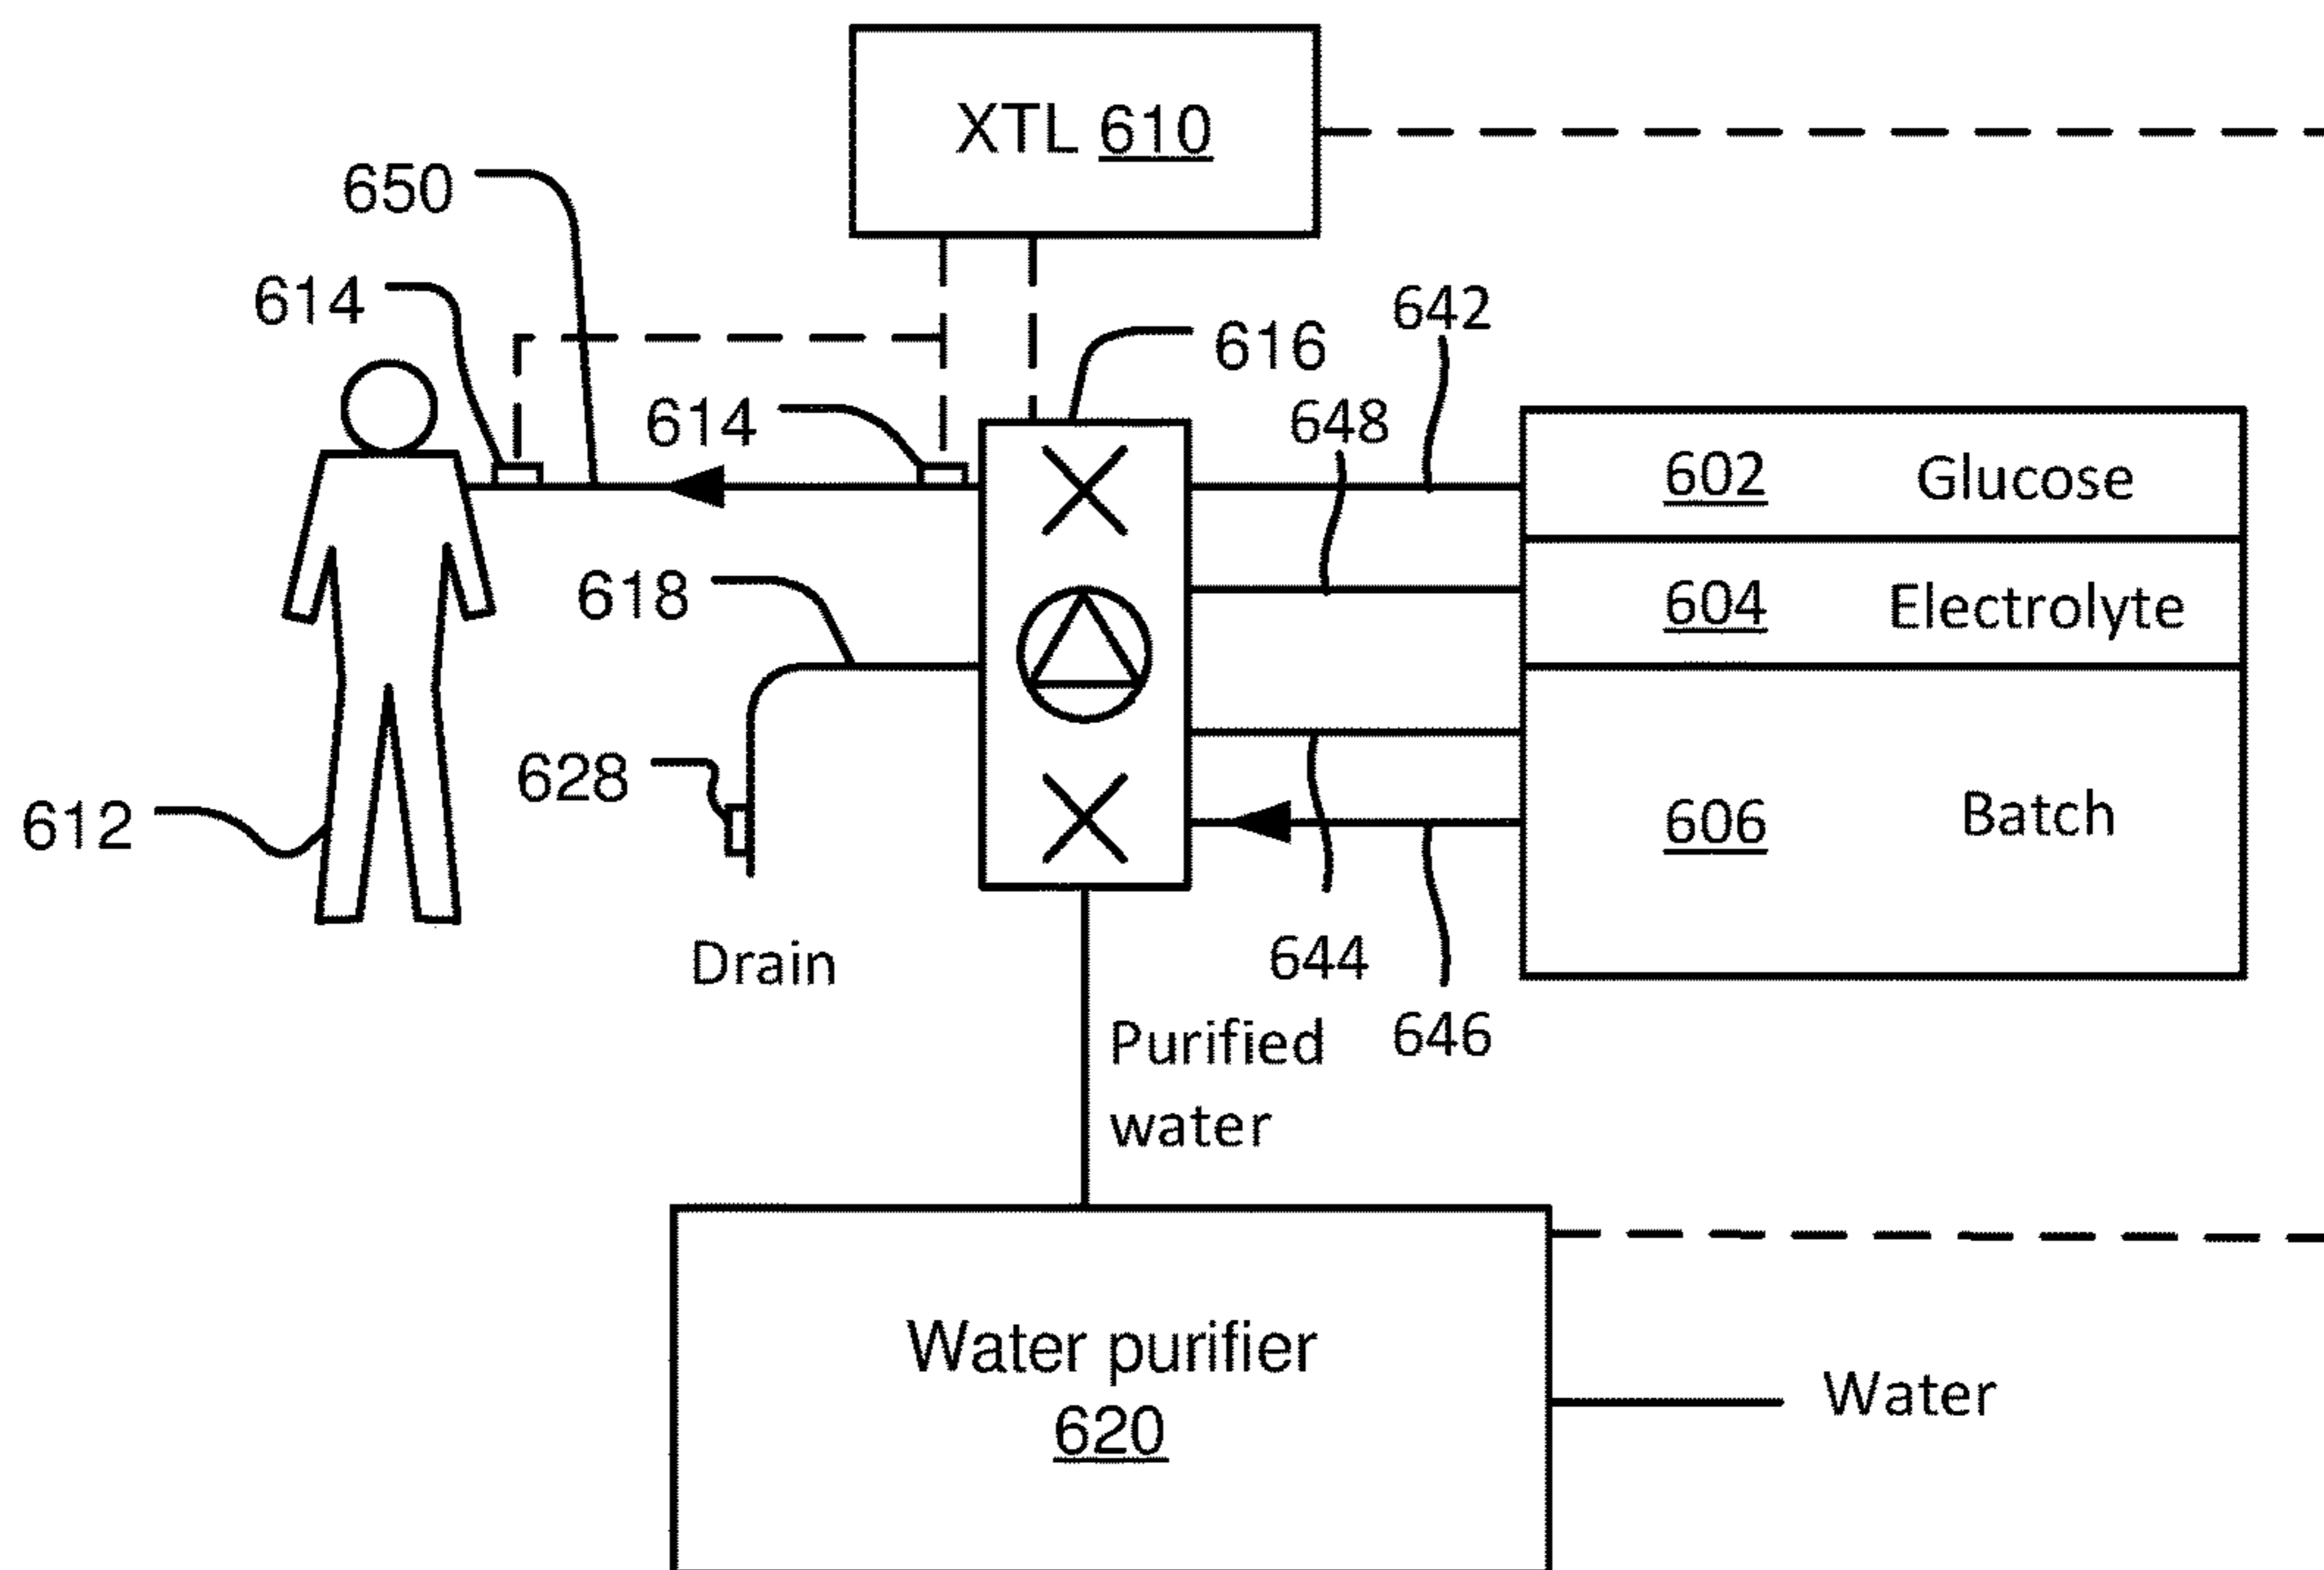 XTL 610
650
614
642
616
614
648
602 Glucose
618
604 Electrolyte
628
612
606 Batch
Drain
644
646
Purified
water
Water purifier
620
Water